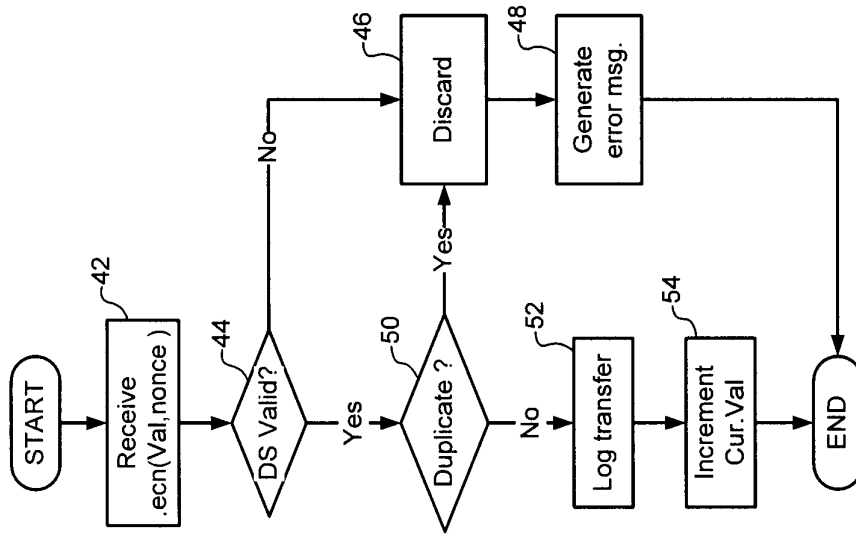 START
42
Receive
.ecn(Val,nonce )
44
DS Valid?
No
Yes
46
Discard
50
Duplicate ?
Yes
No
48
Generate
error msg.
52
Log transfer
54
Increment
Cur.Val
END